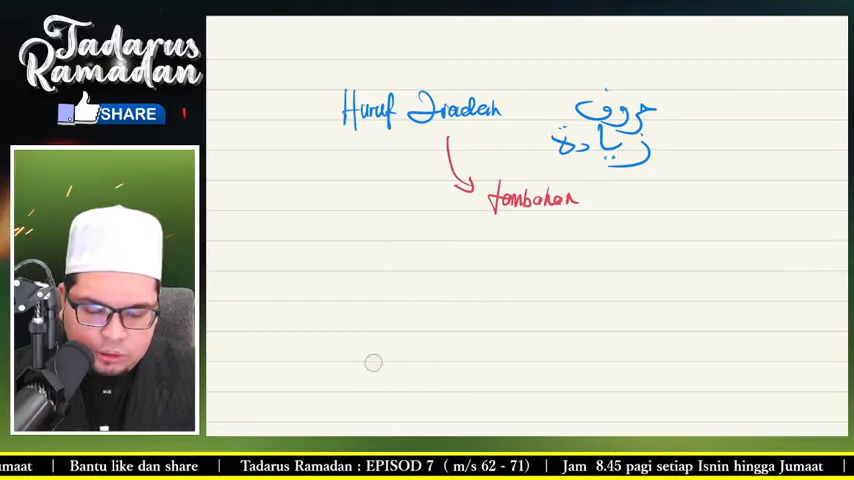 Tadarus
Ramadan
SHARE
Huruf Ziadah
حروف
زيادة
tambahan
umaat | Bantu like dan share | Tadarus Ramadan : EPISOD 7 ( m/s 62 - 71) | Jam 8.45 pagi setiap Isnin hingga Jumaat |